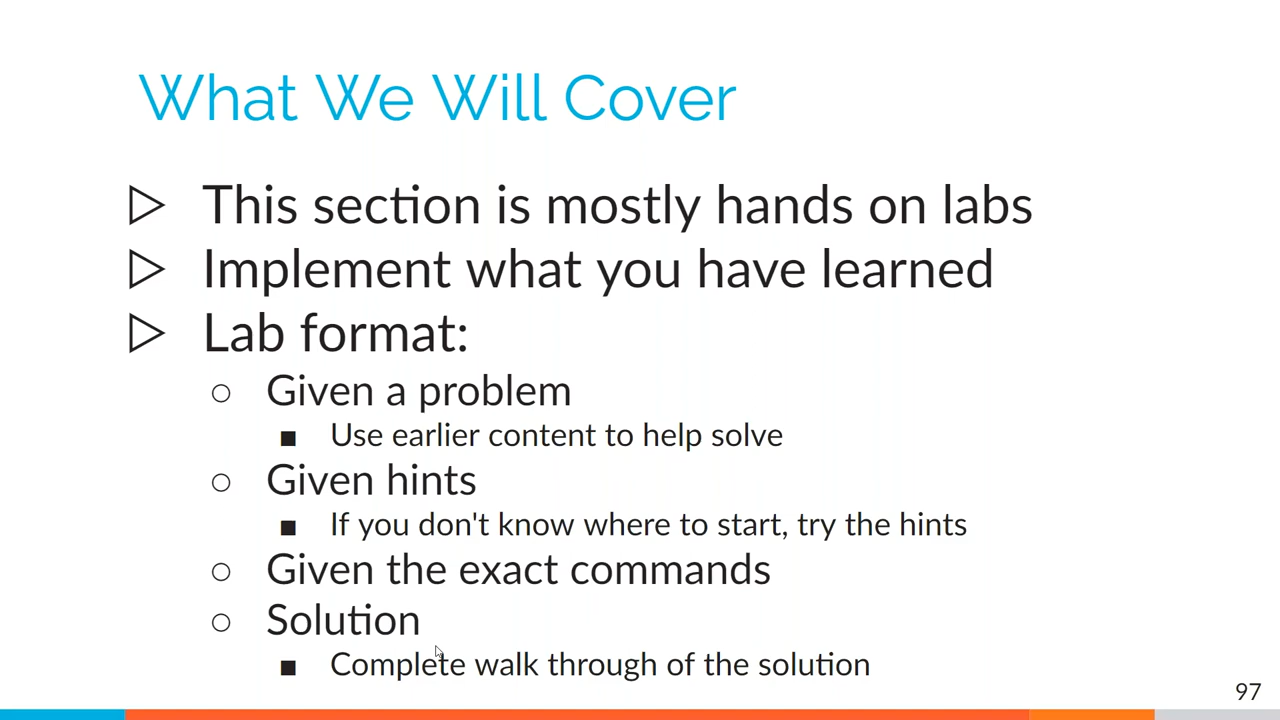 What We Will Cover
This section is mostly hands on labs
Implement what you have learned
Lab format:
Given a problem
Use earlier content to help solve
Given hints
If you don't know where to start, try the hints
Given the exact commands
Solution
Complete walk through of the solution
97